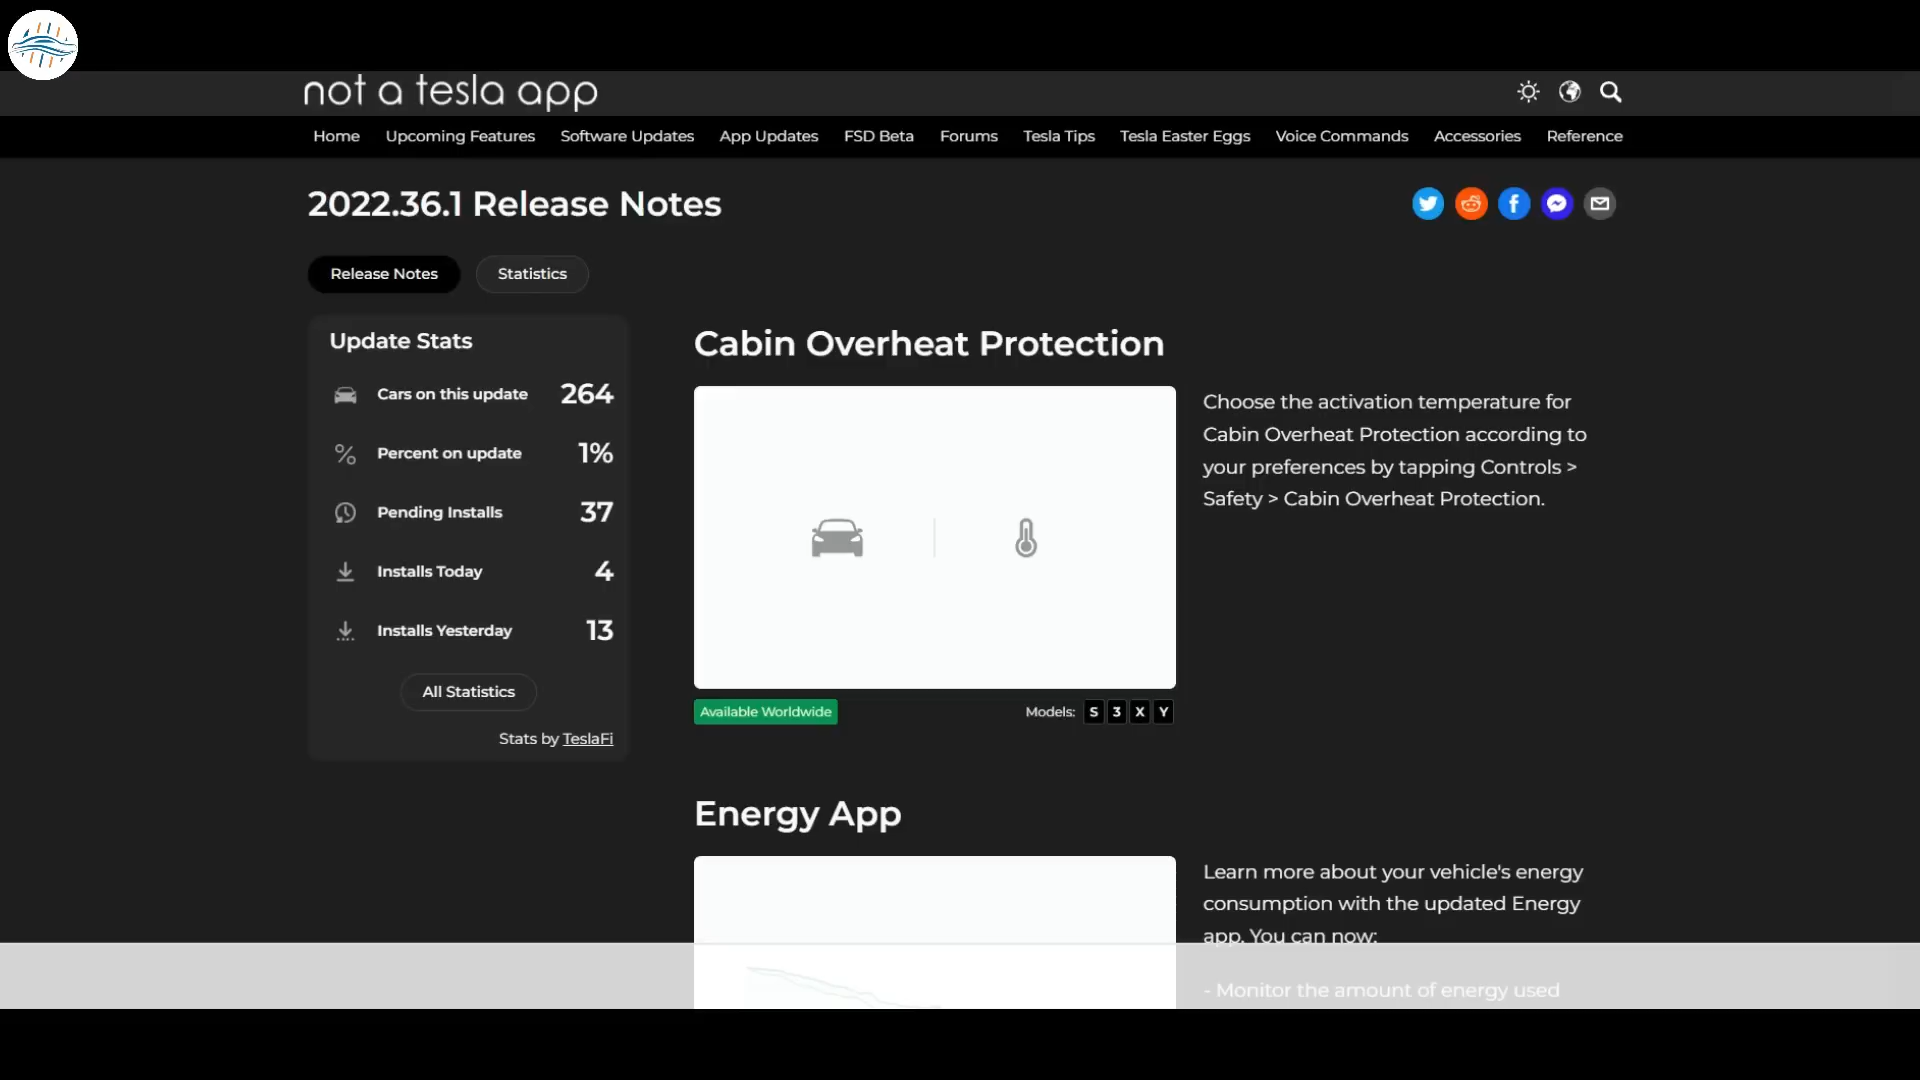 not a tesla app
Home Upcoming Features Software Updates App Updates FSD Beta Forums Tesla Tips Tesla Easter Eggs Voice Commands Accessories Reference
2022.36.1 Release Notes
Release Notes Statistics
Update Stats
Cars on this update 264
Percent on update 1%
Pending Installs 37
Installs Today 4
Installs Yesterday 13
All Statistics
Stats by TeslaFi
Cabin Overheat Protection
Choose the activation temperature for
Cabin Overheat Protection according to
your preferences by tapping Controls >
Safety > Cabin Overheat Protection.
Available Worldwide Models: S 3 X Y
Energy App
Learn more about your vehicle's energy
consumption with the updated Energy
app. You can now:
- Monitor the amount of energy used